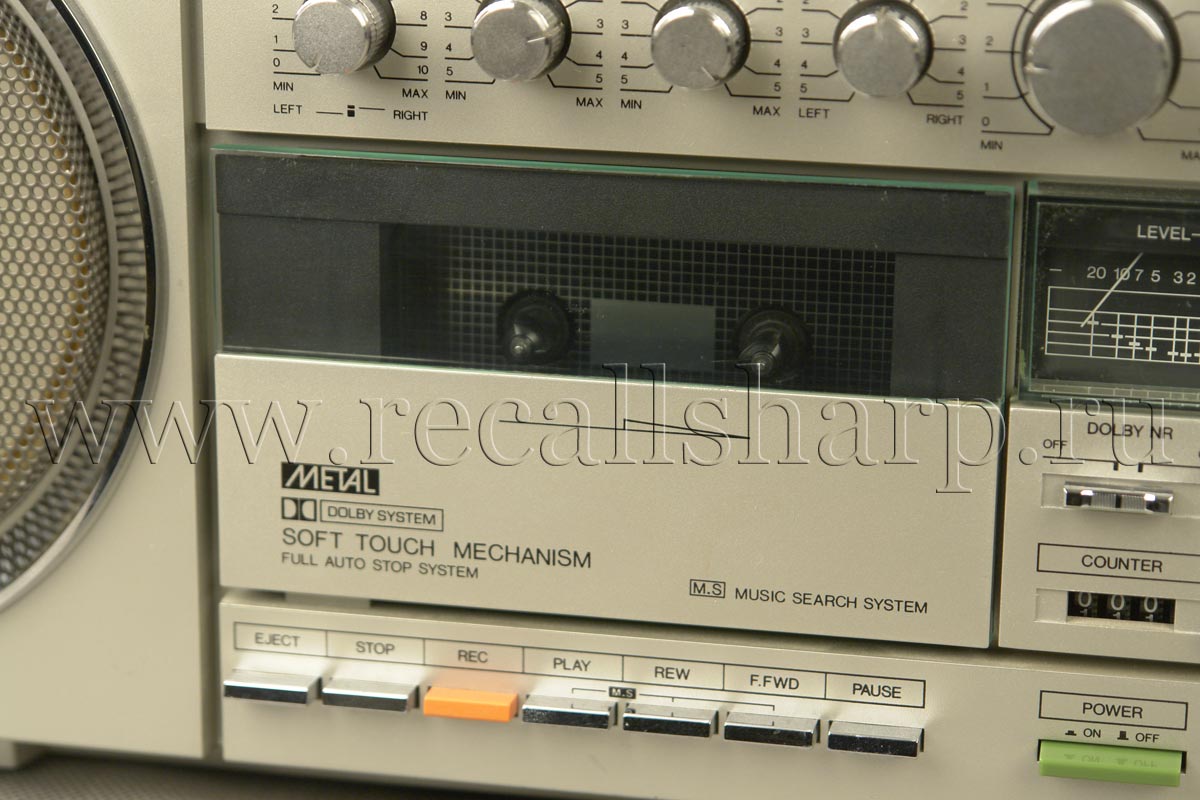 2 8 3 3 3 3 2 3 2
1 9 4 4 4 4 4 4 1
0 10 5 5 5 5 5 5 0
MIN MAX MIN MAX MIN MAX LEFT RIGHT MIN
LEFT RIGHT
LEVEL
20 10 7 5 3 2
www.recallsharp.ru
DOLBY NR
OFF
METAL
DOLBY SYSTEM
SOFT TOUCH MECHANISM
FULL AUTO STOP SYSTEM
M.S MUSIC SEARCH SYSTEM
COUNTER
0 0 0
EJECT STOP REC PLAY REW F.FWD PAUSE
M.S
POWER
ON OFF